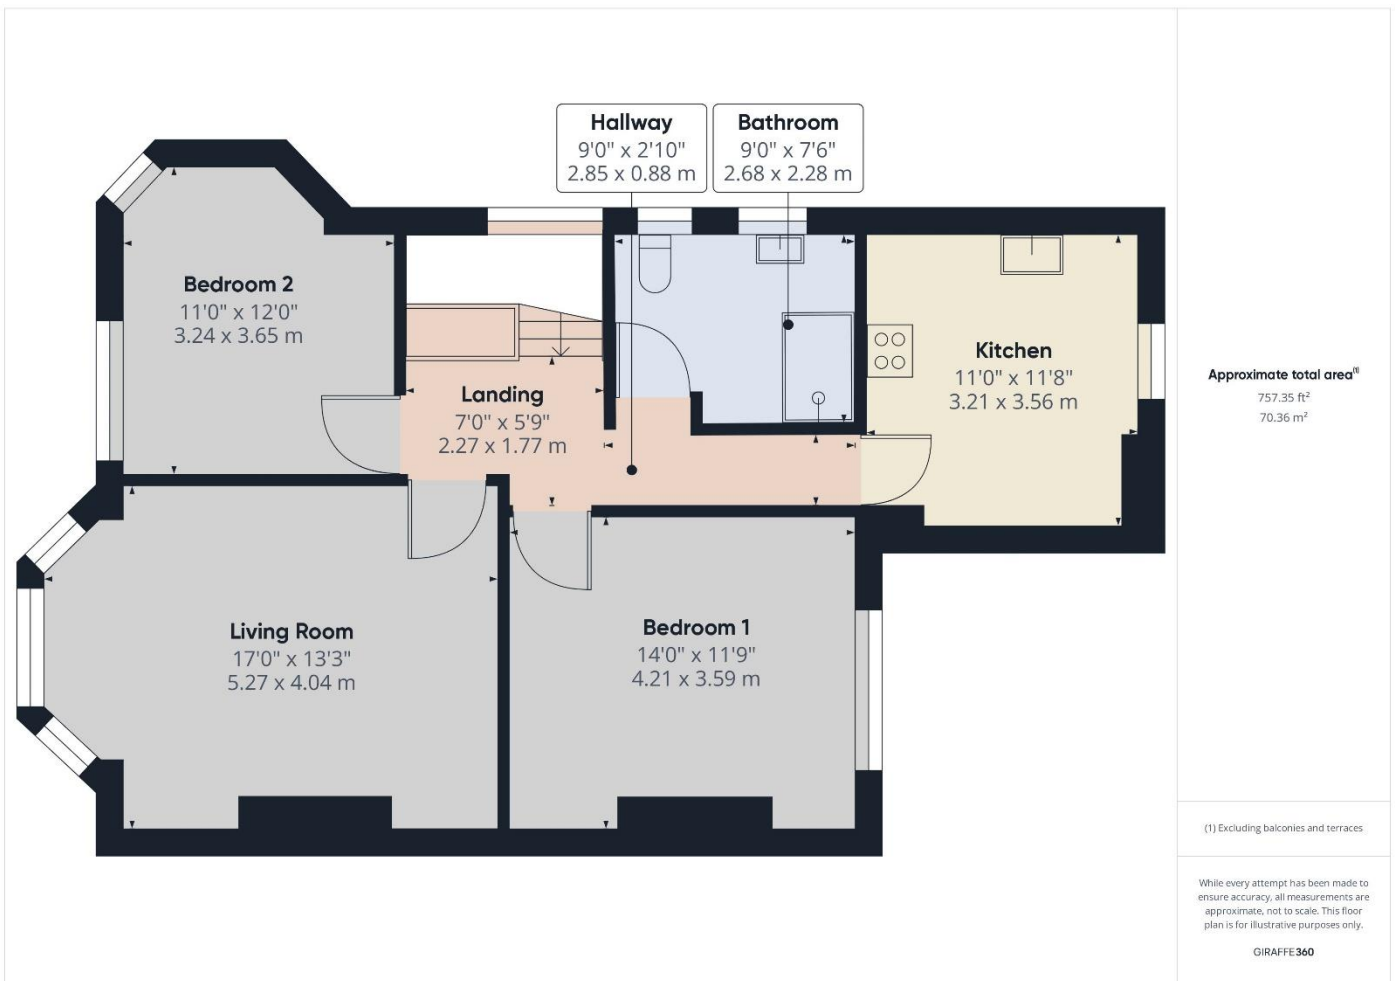 Hallway
9'0" x 2'10"
2.85 x 0.88 m
Bathroom
9'0" x 7'6"
2.68 x 2.28 m
Bedroom 2
11'0" x 12'0"
3.24 x 3.65 m
Landing
7'0" x 5'9"
2.27 x 1.77 m
Kitchen
11'0" x 11'8"
3.21 x 3.56 m
Living Room
17'0" x 13'3"
5.27 x 4.04 m
Bedroom 1
14'0" x 11'9"
4.21 x 3.59 m
Approximate total area(1)
757.35 ft²
70.36 m²
(1) Excluding balconies and terraces
While every attempt has been made to
ensure accuracy, all measurements are
approximate, not to scale. This floor
plan is for illustrative purposes only.
GIRAFFE360